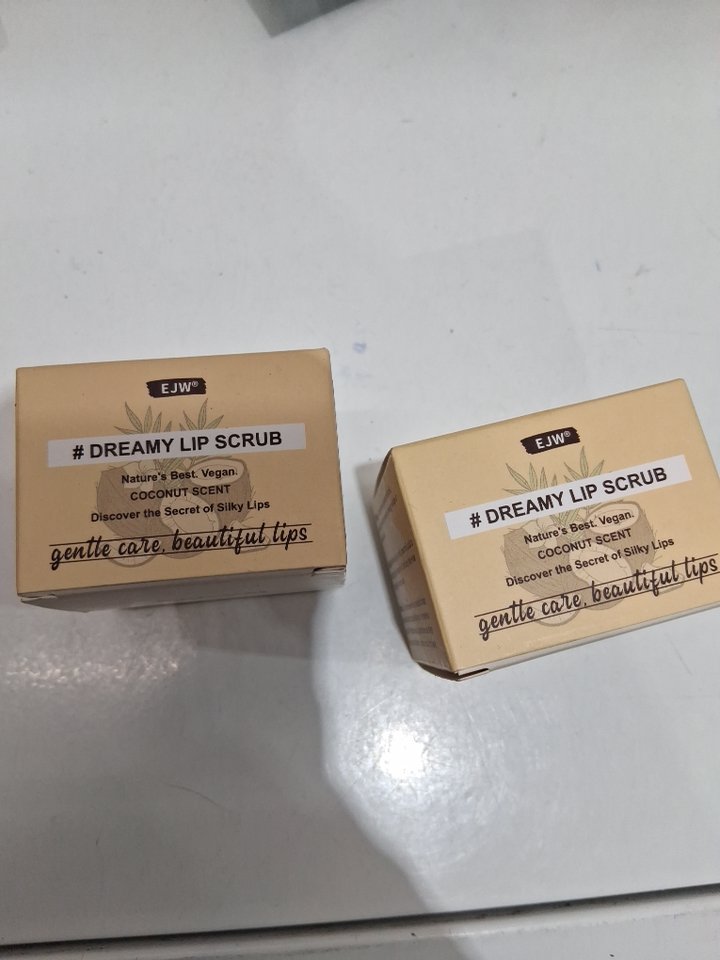 EJW®
# DREAMY LIP SCRUB
Nature's Best. Vegan.
COCONUT SCENT
Discover the Secret of Silky Lips
gentle care, beautiful lips
EJW®
# DREAMY LIP SCRUB
Nature's Best. Vegan.
COCONUT SCENT
Discover the Secret of Silky Lips
gentle care, beautiful lips